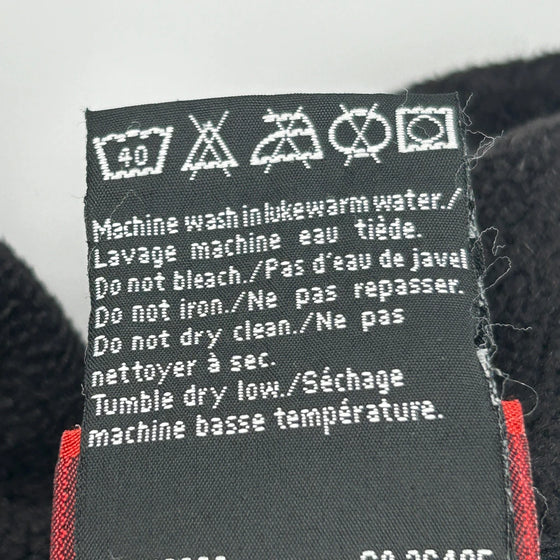 40
Machine wash in lukewarm water./
Lavage machine eau tiède.
Do not bleach./Pas d'eau de javel
Do not iron./Ne pas repasser.
Do not dry clean./Ne pas
nettoyer à sec.
Tumble dry low./Séchage
machine basse température.